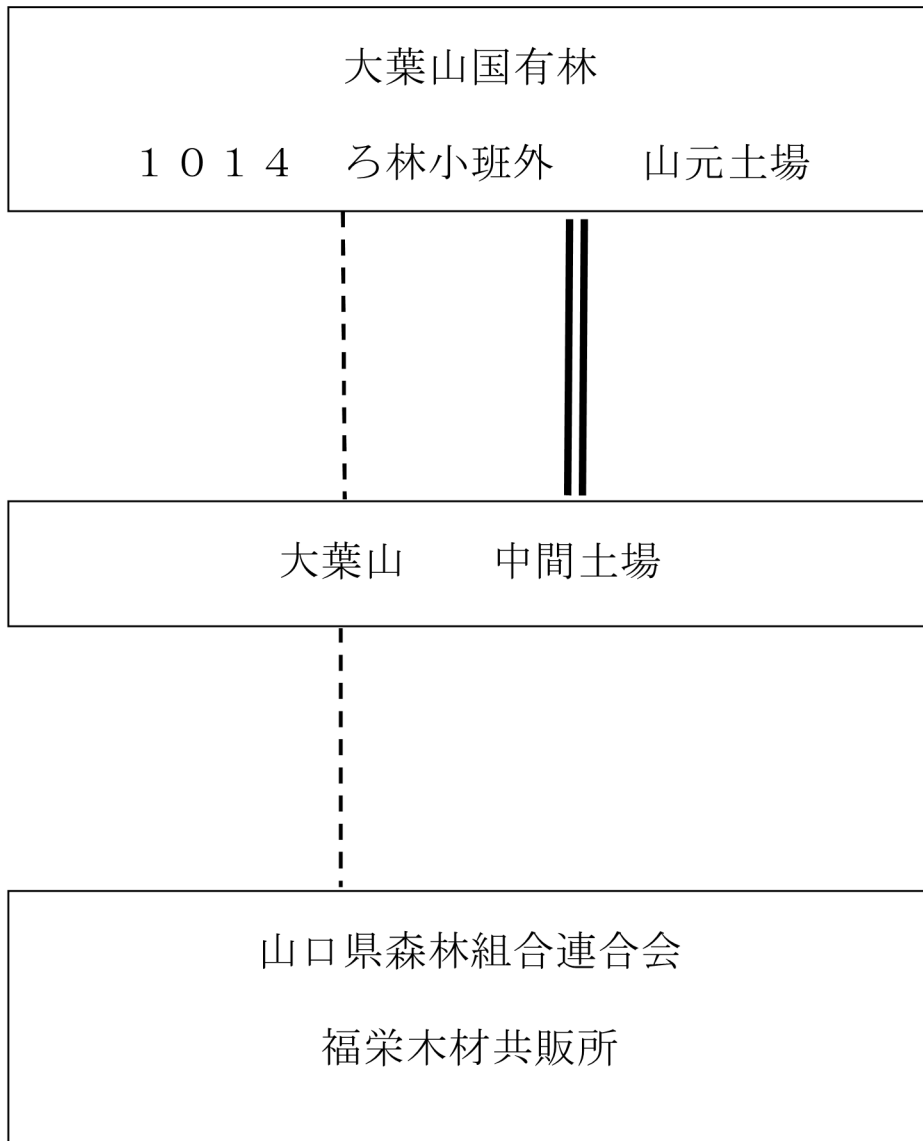 大葉山国有林
１０１４　ろ林小班外　　山元土場
大葉山　　中間土場
山口県森林組合連合会
福栄木材共販所